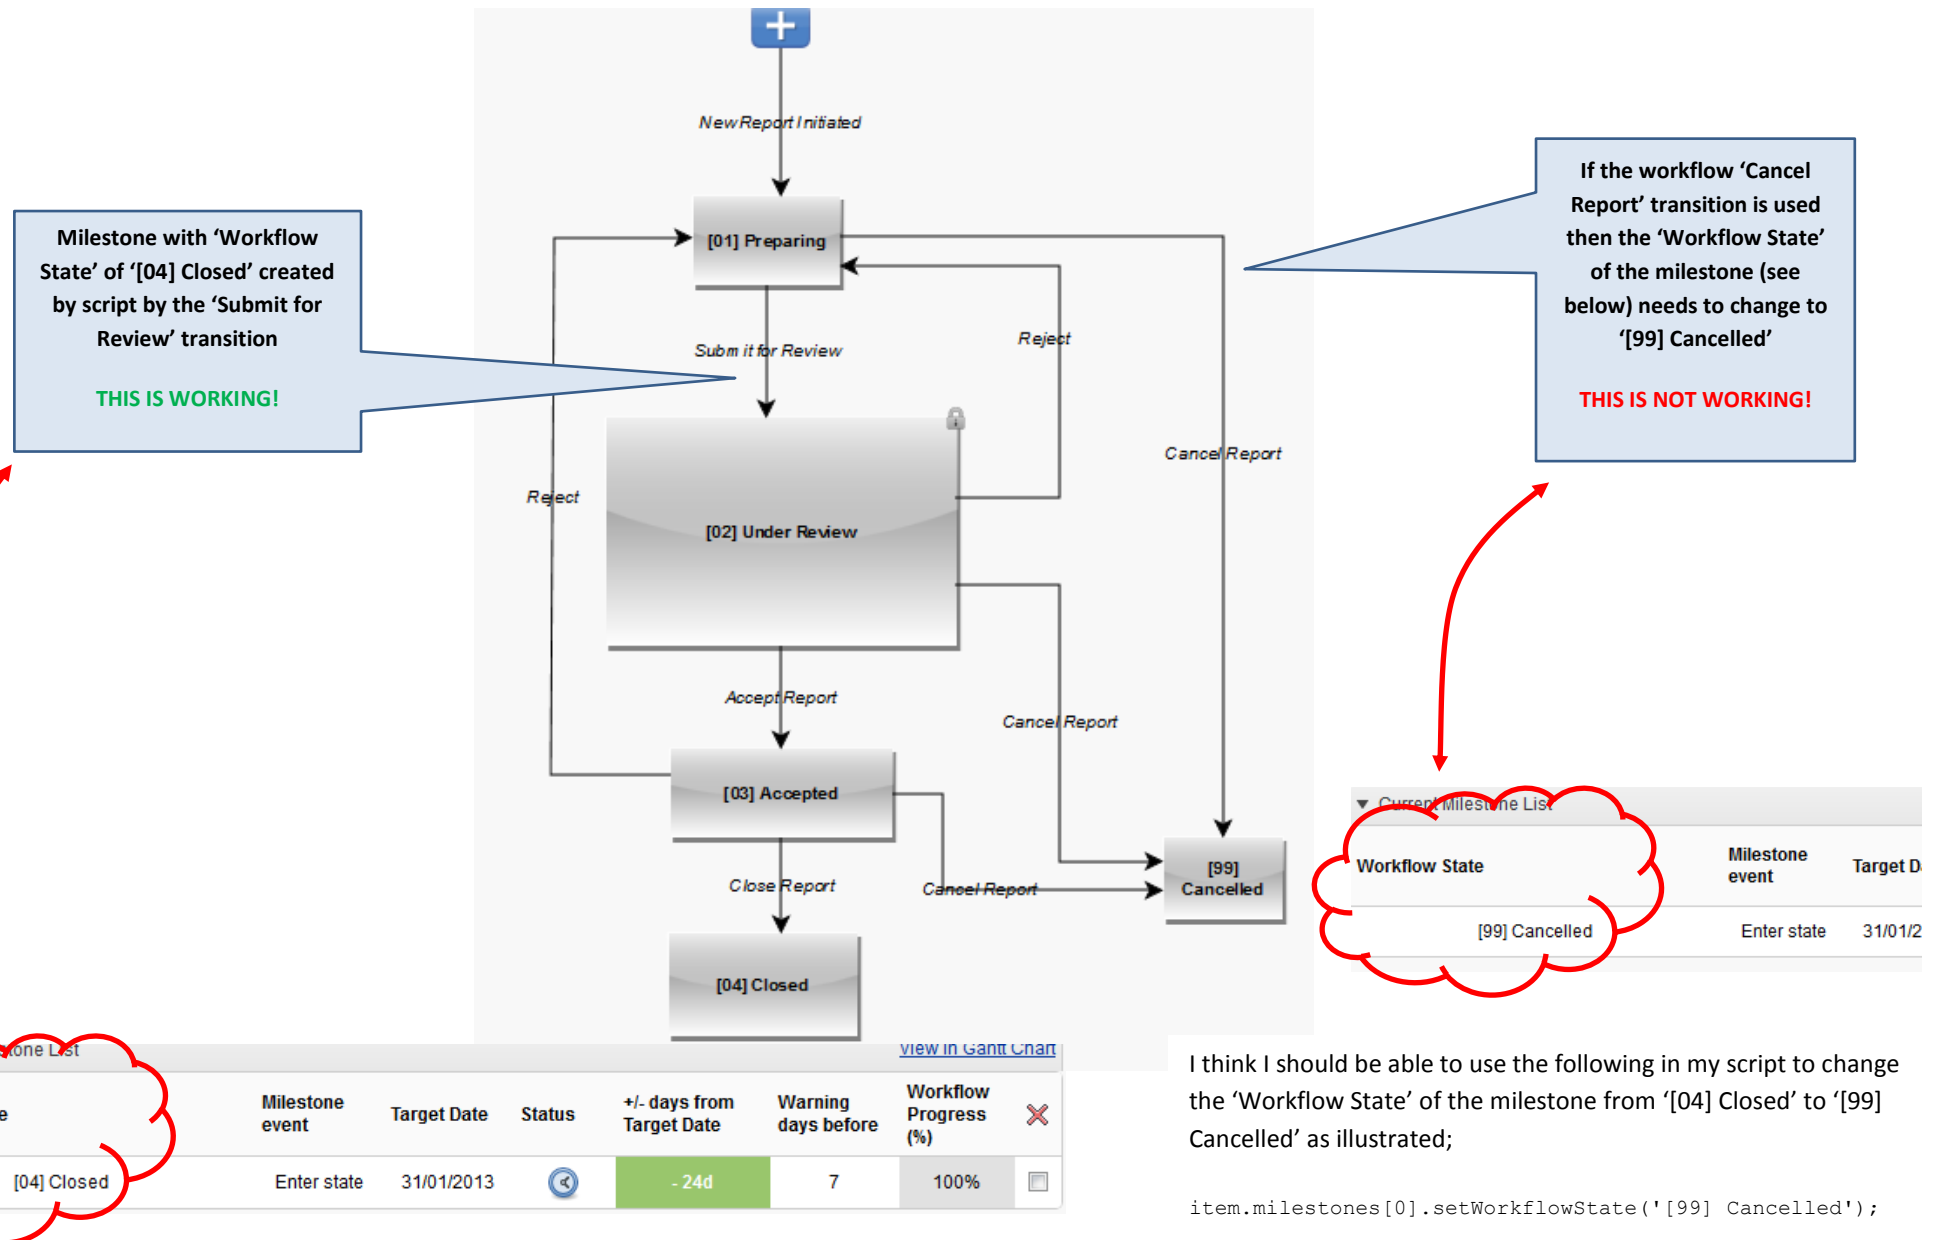 New Report Initiated
If the workflow ‘Cancel
Report’ transition is used
then the ‘Workflow State’
of the milestone (see
below) needs to change to
‘[99] Cancelled’
THIS IS NOT WORKING!
Milestone with ‘Workflow
State’ of ‘[04] Closed’ created
by script by the ‘Submit for
Review’ transition
THIS IS WORKING!
[01] Preparing
Submit for Review
Reject
Cancel Report
Reject
[02] Under Review
Accept Report
Cancel Report
[03] Accepted
Close Report
Cancel Report
[99]
Cancelled
[04] Closed
Current Milestone List
Workflow State
Milestone
event
Target D
[99] Cancelled
Enter state
31/01/2
stone List
View in Gantt Chart
e
Milestone
event
Target Date
Status
+/- days from
Target Date
Warning
days before
Workflow
Progress
(%)
[04] Closed
Enter state
31/01/2013
- 24d
7
100%
I think I should be able to use the following in my script to change
the ‘Workflow State’ of the milestone from ‘[04] Closed’ to ‘[99]
Cancelled’ as illustrated;
item.milestones[0].setWorkflowState('[99] Cancelled');